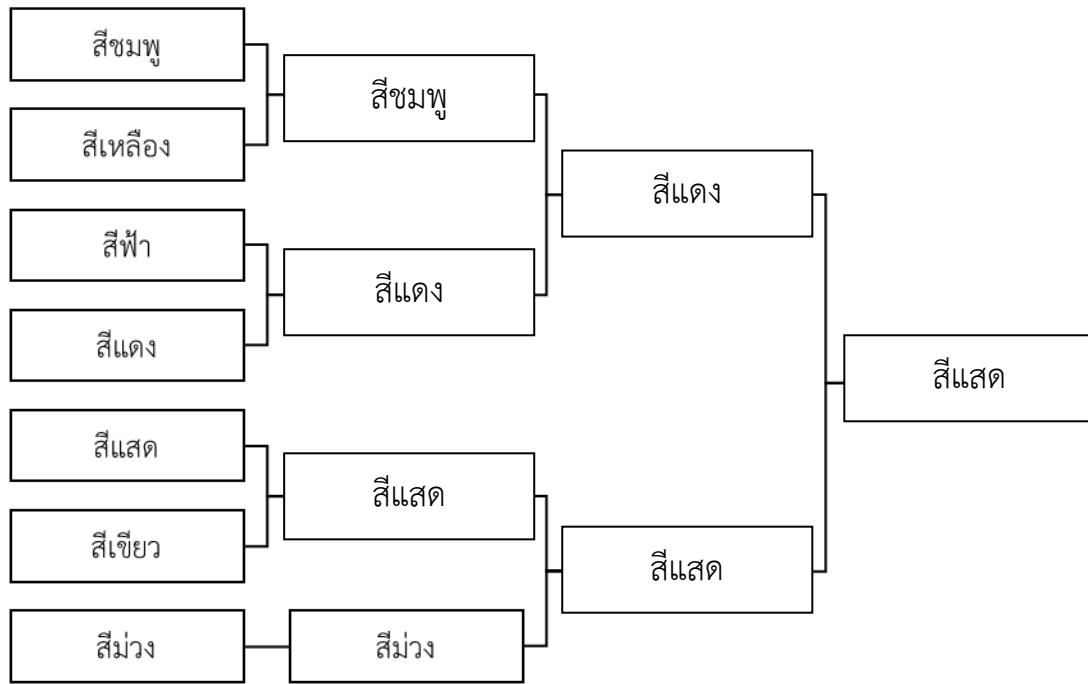 สีชมพู
สีเหลือง
สีฟ้า
สีแดง
สีแสด
สีเขียว
สีม่วง
สีชมพู
สีแดง
สีแสด
สีม่วง
สีแดง
สีแสด
สีแสด